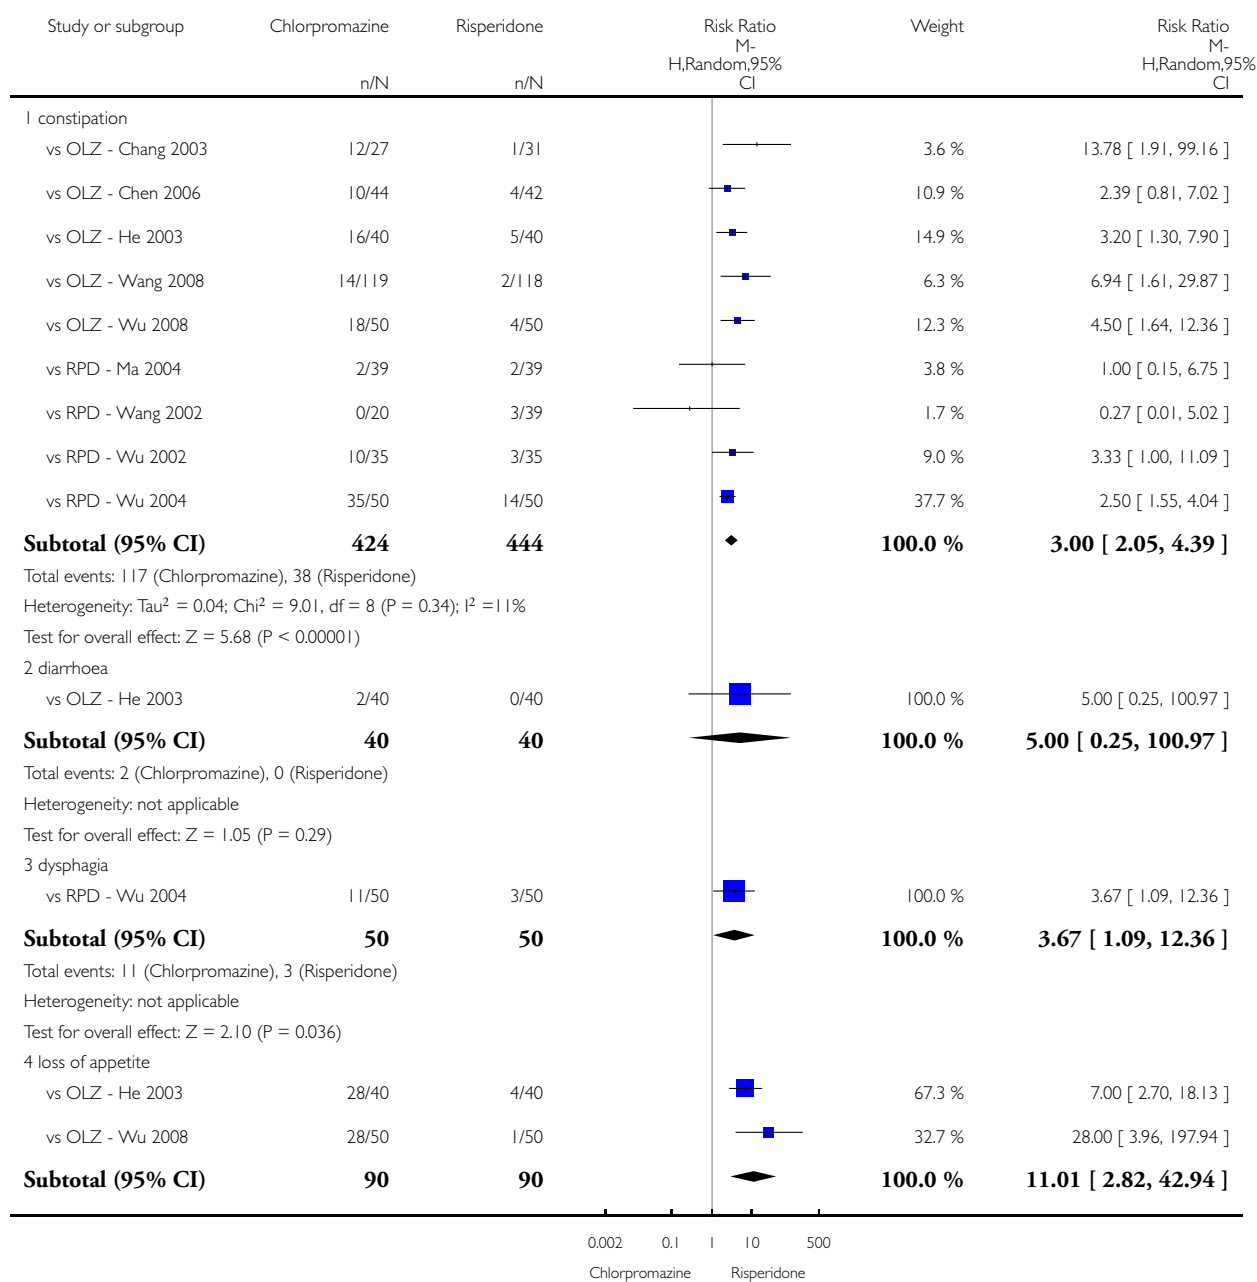 Study or subgroup Chlorpromazine Risperidone Risk Ratio Weight Risk Ratio
M- M-
H,Random,95% H,Random,95%
n/N n/N CI CI
1 constipation
vs OLZ - Chang 2003 12/27 1/31 3.6 % 13.78 [ 1.91, 99.16 ]
vs OLZ - Chen 2006 10/44 4/42 10.9 % 2.39 [ 0.81, 7.02 ]
vs OLZ - He 2003 16/40 5/40 14.9 % 3.20 [ 1.30, 7.90 ]
vs OLZ - Wang 2008 14/119 2/118 6.3 % 6.94 [ 1.61, 29.87 ]
vs OLZ - Wu 2008 18/50 4/50 12.3 % 4.50 [ 1.64, 12.36 ]
vs RPD - Ma 2004 2/39 2/39 3.8 % 1.00 [ 0.15, 6.75 ]
vs RPD - Wang 2002 0/20 3/39 1.7 % 0.27 [ 0.01, 5.02 ]
vs RPD - Wu 2002 10/35 3/35 9.0 % 3.33 [ 1.00, 11.09 ]
vs RPD - Wu 2004 35/50 14/50 37.7 % 2.50 [ 1.55, 4.04 ]
Subtotal (95% CI) 424 444 100.0 % 3.00 [ 2.05, 4.39 ]
Total events: 117 (Chlorpromazine), 38 (Risperidone)
Heterogeneity: Tau² = 0.04; Chi² = 9.01, df = 8 (P = 0.34); I² =11%
Test for overall effect: Z = 5.68 (P < 0.00001)
2 diarrhoea
vs OLZ - He 2003 2/40 0/40 100.0 % 5.00 [ 0.25, 100.97 ]
Subtotal (95% CI) 40 40 100.0 % 5.00 [ 0.25, 100.97 ]
Total events: 2 (Chlorpromazine), 0 (Risperidone)
Heterogeneity: not applicable
Test for overall effect: Z = 1.05 (P = 0.29)
3 dysphagia
vs RPD - Wu 2004 11/50 3/50 100.0 % 3.67 [ 1.09, 12.36 ]
Subtotal (95% CI) 50 50 100.0 % 3.67 [ 1.09, 12.36 ]
Total events: 11 (Chlorpromazine), 3 (Risperidone)
Heterogeneity: not applicable
Test for overall effect: Z = 2.10 (P = 0.036)
4 loss of appetite
vs OLZ - He 2003 28/40 4/40 67.3 % 7.00 [ 2.70, 18.13 ]
vs OLZ - Wu 2008 28/50 1/50 32.7 % 28.00 [ 3.96, 197.94 ]
Subtotal (95% CI) 90 90 100.0 % 11.01 [ 2.82, 42.94 ]
0.002 0.1 1 10 500
Chlorpromazine Risperidone